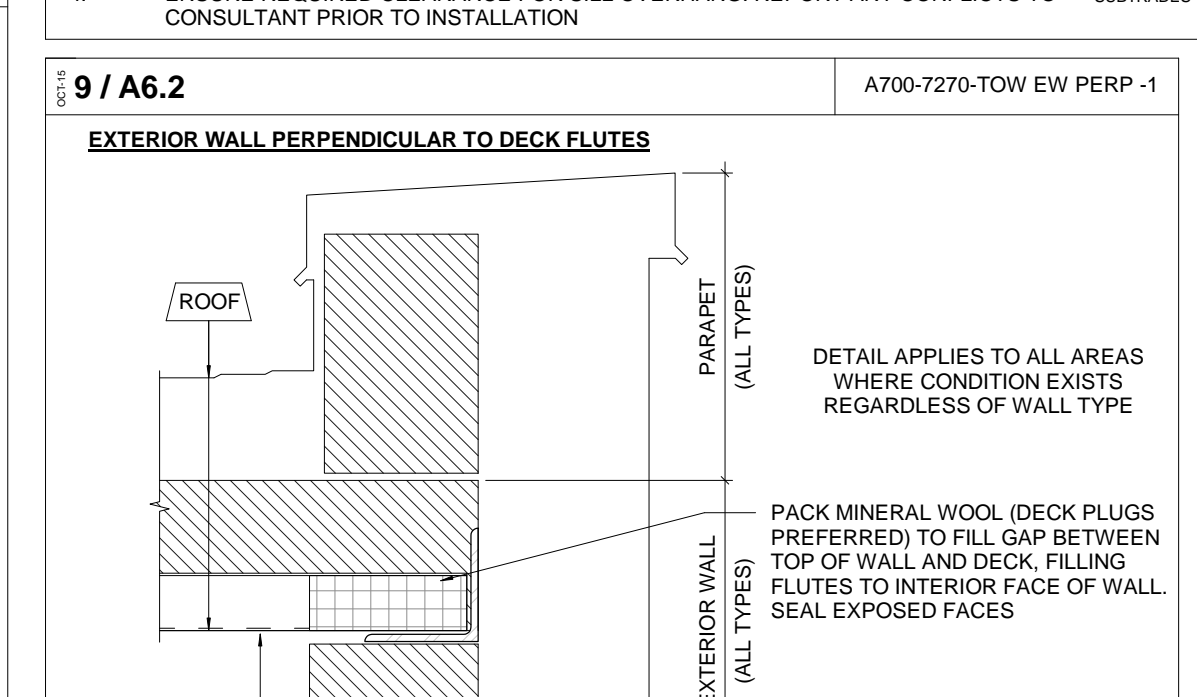 CONSULTANT PRIOR TO INSTALLATION
OCT-15
9 / A6.2
A700-7270-TOW EW PERP -1
EXTERIOR WALL PERPENDICULAR TO DECK FLUTES
ROOF
PARAPET
(ALL TYPES)
DETAIL APPLIES TO ALL AREAS
WHERE CONDITION EXISTS
REGARDLESS OF WALL TYPE
PACK MINERAL WOOL (DECK PLUGS
PREFERRED) TO FILL GAP BETWEEN
TOP OF WALL AND DECK, FILLING
FLUTES TO INTERIOR FACE OF WALL.
SEAL EXPOSED FACES
EXTERIOR WALL
(ALL TYPES)